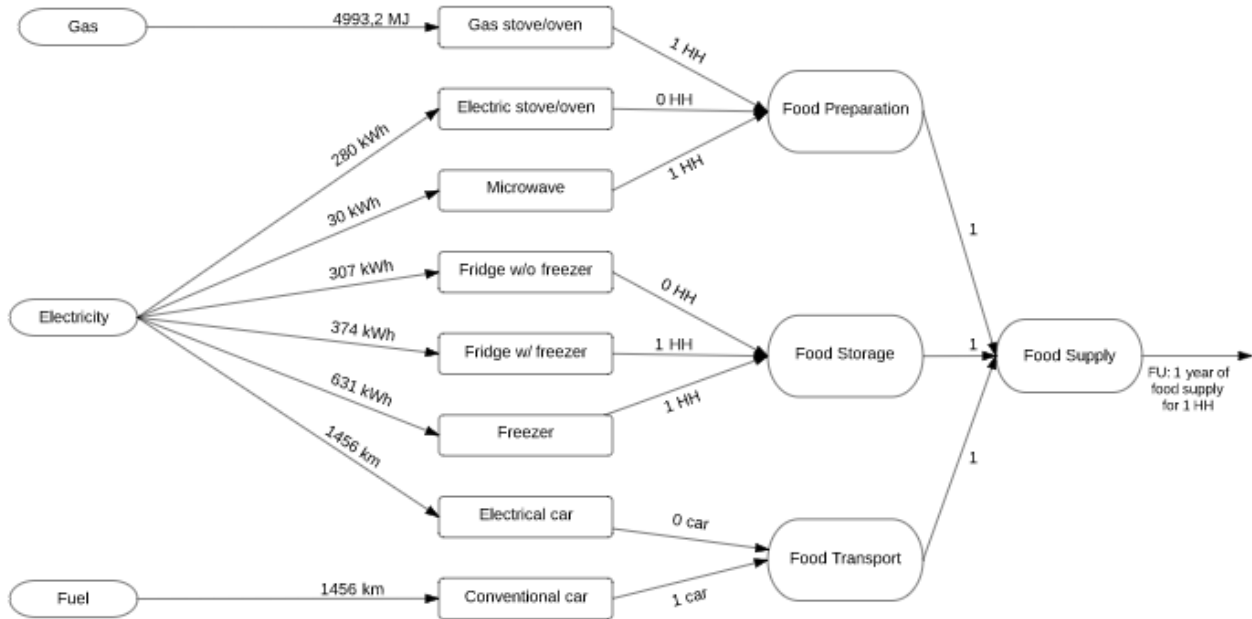 Gas
4993,2 MJ
Gas stove/oven
1 HH
Electric stove/oven
0 HH
Food Preparation
280 kWh
Microwave
1 HH
30 kWh
1
307 kWh
Fridge w/o freezer
0 HH
Electricity
374 kWh
Fridge w/ freezer
1 HH
Food Storage
1
Food Supply
FU: 1 year of
food supply
for 1 HH
631 kWh
1 HH
Freezer
1456 km
1
Electrical car
0 car
Food Transport
Fuel
1456 km
Conventional car
1 car